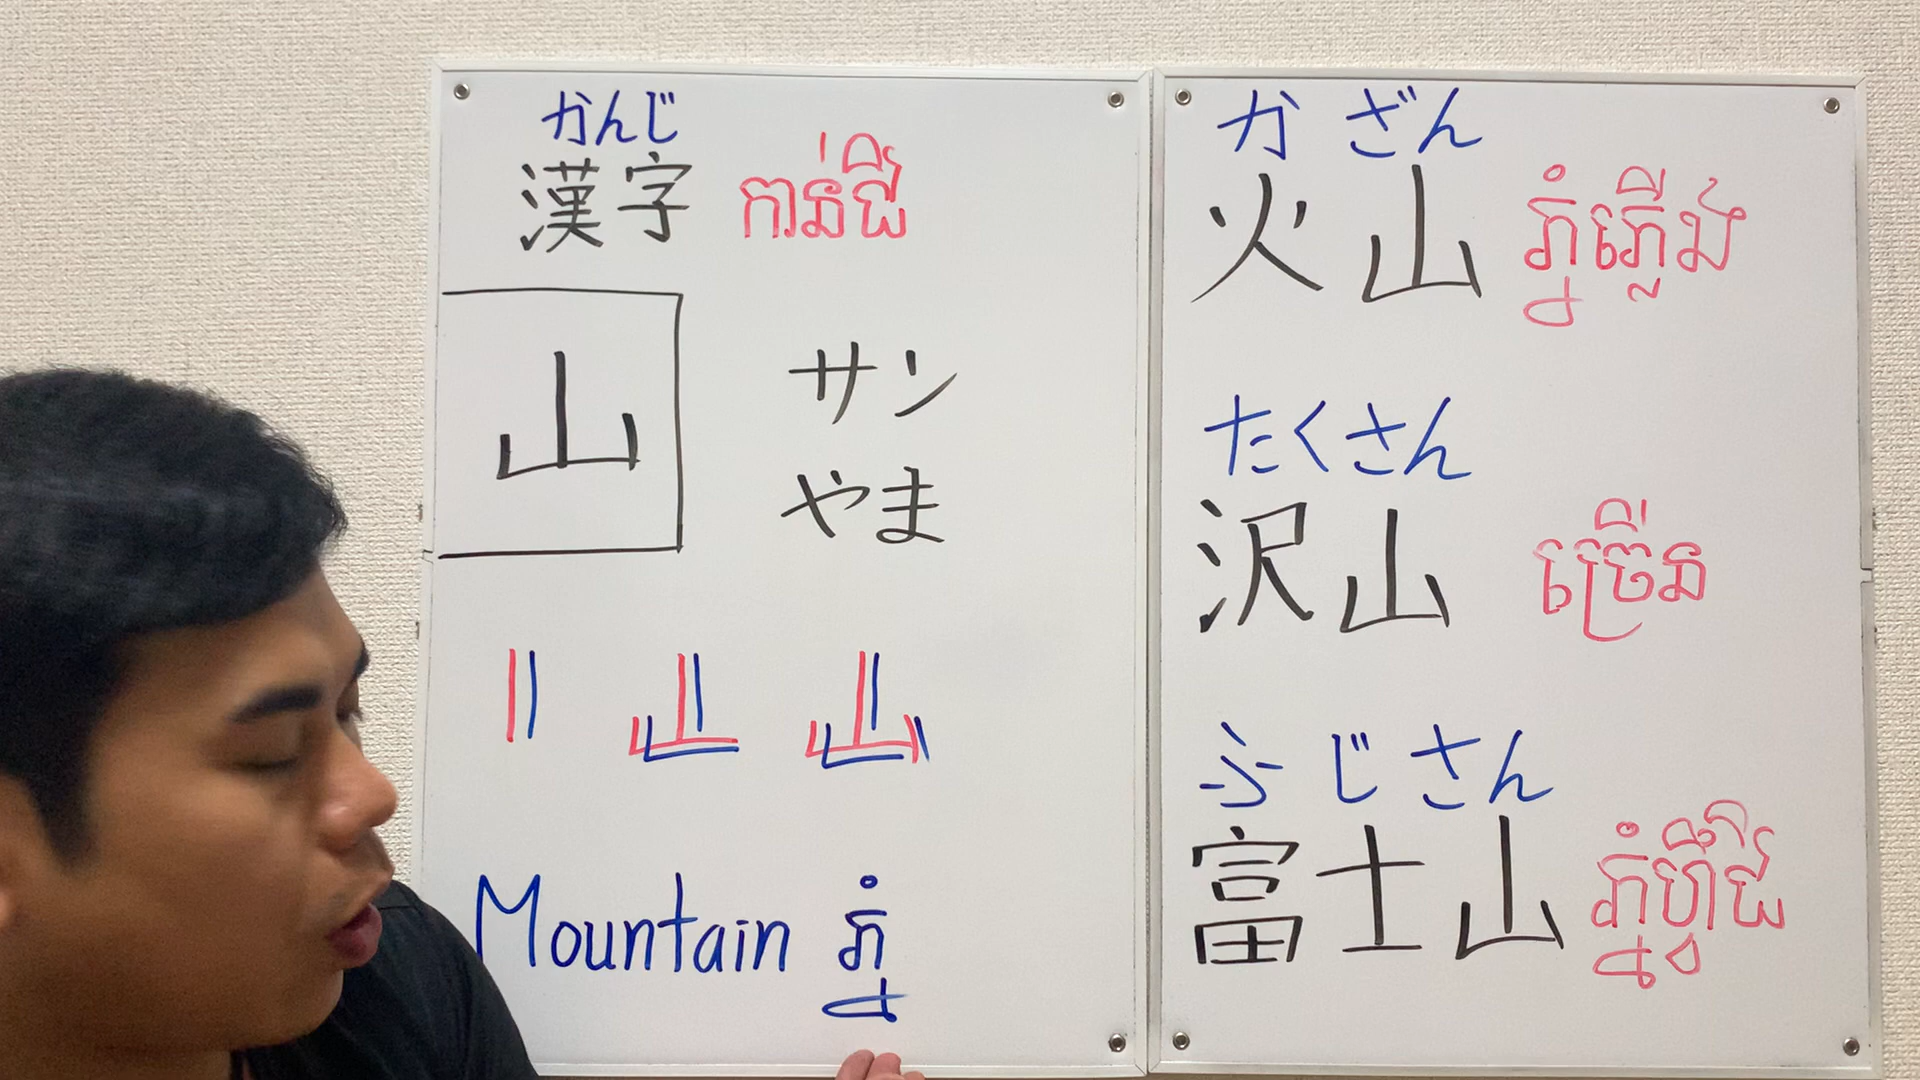 かんじ
漢字 កាន់ជី
山
サン
やま
山
Mountain ភ្នំ
か ざん
火山 ភ្នំភ្លើង
たくさん
沢山 ច្រើន
ふじさん
富士山 ភ្នំហ្វ៊ូជី